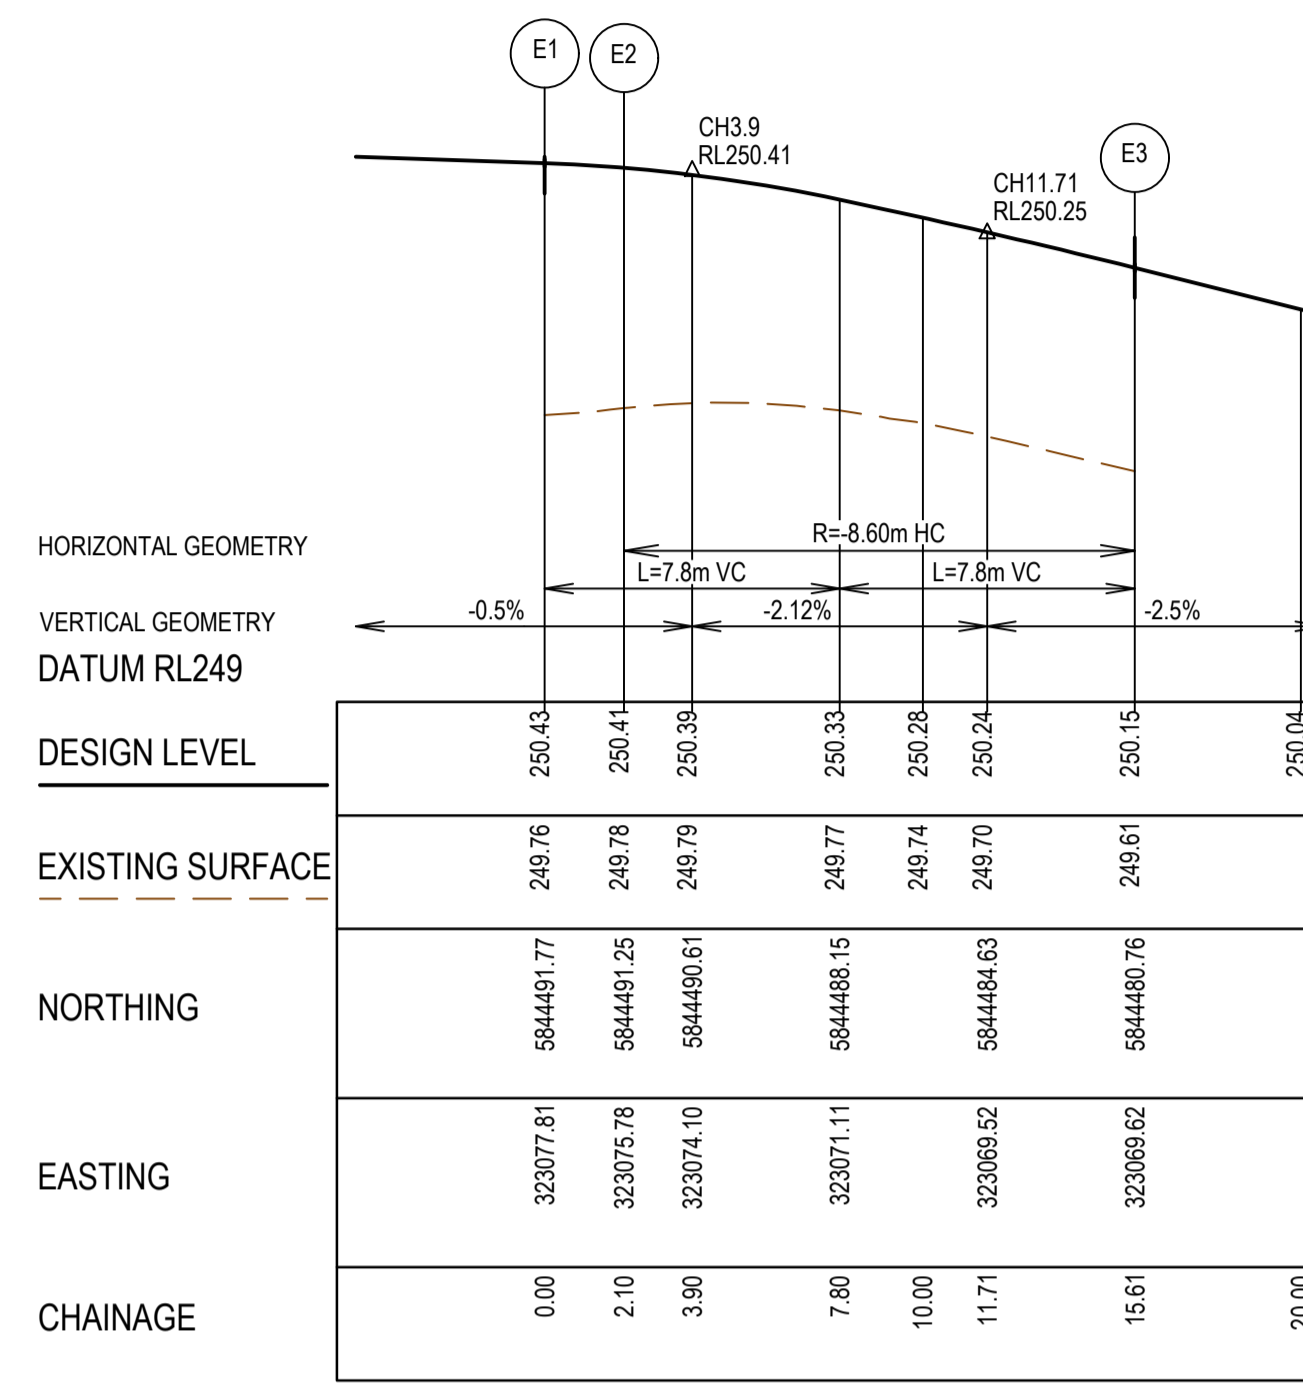 E1
E2
E3
CH3.9
RL250.41
CH11.71
RL250.25
HORIZONTAL GEOMETRY
R=-8.60m HC
L=7.8m VC
L=7.8m VC
VERTICAL GEOMETRY
-0.5%
-2.12%
-2.5%
DATUM RL249
DESIGN LEVEL
250.43
250.41
250.39
250.33
250.28
250.24
250.15
250.04
EXISTING SURFACE
249.76
249.78
249.79
249.77
249.74
249.70
249.61
NORTHING
5844491.77
5844491.25
5844490.61
5844488.15
5844484.63
5844480.76
EASTING
323077.81
323075.78
323074.10
323071.11
323069.52
323069.62
CHAINAGE
0.00
2.10
3.90
7.80
10.00
11.71
15.61
20.00